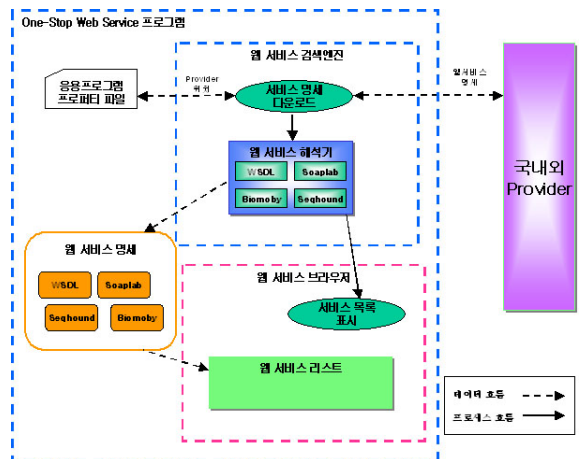 One-Stop Web Service 프로그램
웹 서비스 검색엔진
응용프로그램
프로퍼티 파일
Provider
위치
서비스 명세
다운로드
웹서비스
명세
국내외
Provider
웹 서비스 해석기
WSDL
Soaplab
Biomoby
Seqhound
웹 서비스 명세
WSDL
Soaplab
Seqhound
Biomoby
웹 서비스 브라우저
서비스 목록
표시
웹 서비스 리스트
데이터 흐름
프로세스 흐름